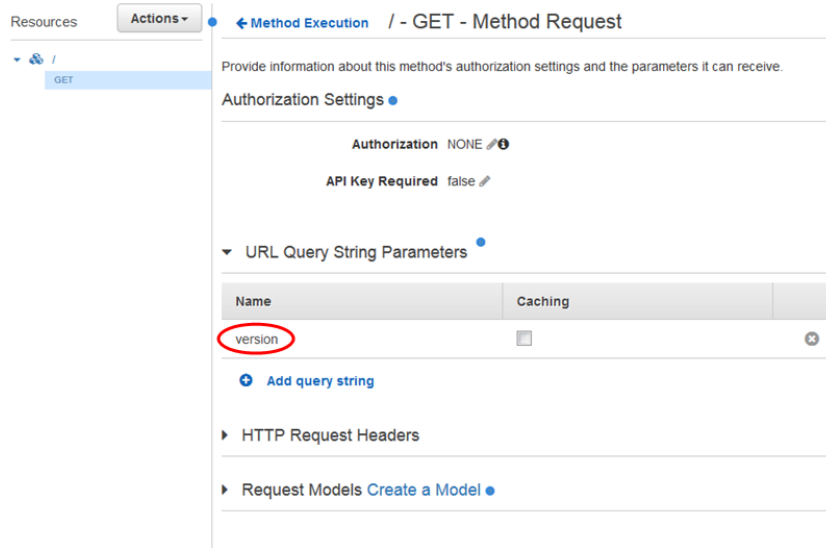 Resources
Actions
Method Execution / - GET - Method Request
/
GET
Provide information about this method's authorization settings and the parameters it can receive.
Authorization Settings
Authorization NONE
API Key Required false
URL Query String Parameters
Name Caching
version
Add query string
HTTP Request Headers
Request Models Create a Model